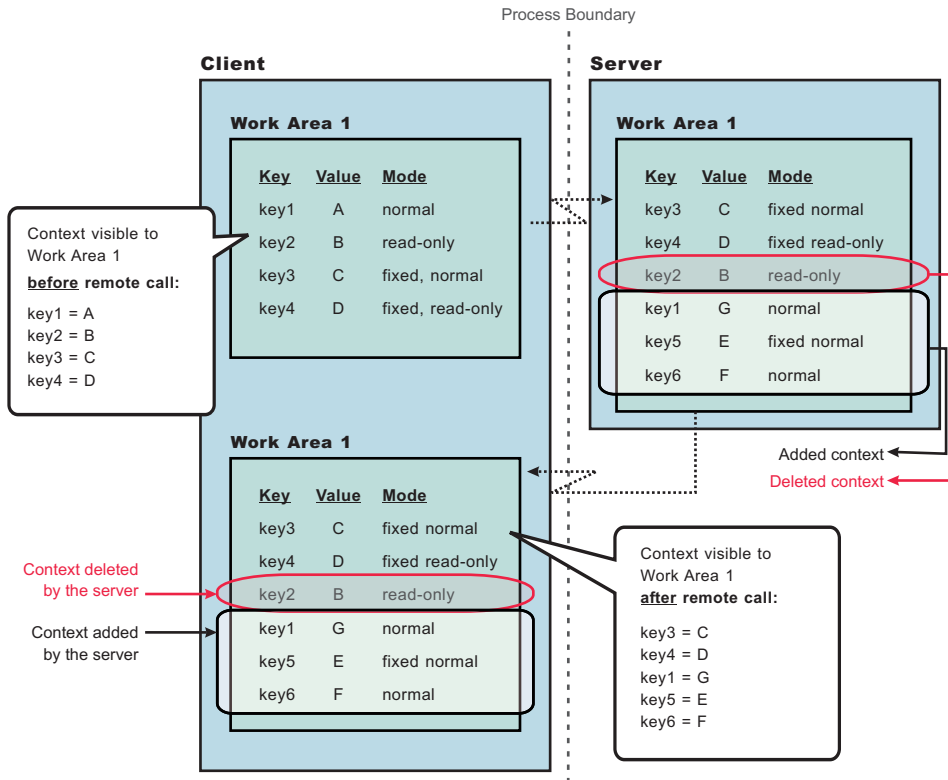 Process Boundary
Client
Work Area 1
Key Value Mode
key1 A normal
key2 B read-only
key3 C fixed, normal
key4 D fixed, read-only
Context visible to
Work Area 1
before remote call:
key1 = A
key2 = B
key3 = C
key4 = D
Server
Work Area 1
Key Value Mode
key3 C fixed normal
key4 D fixed read-only
key2 B read-only
key1 G normal
key5 E fixed normal
key6 F normal
Added context
Deleted context
Work Area 1
Key Value Mode
key3 C fixed normal
key4 D fixed read-only
key2 B read-only
key1 G normal
key5 E fixed normal
key6 F normal
Context deleted
by the server
Context added
by the server
Context visible to
Work Area 1
after remote call:
key3 = C
key4 = D
key1 = G
key5 = E
key6 = F